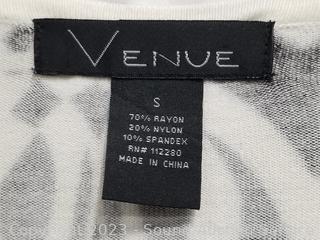 VENUE
S
70% RAYON
20% NYLON
10% SPANDEX
RN# 112280
MADE IN CHINA